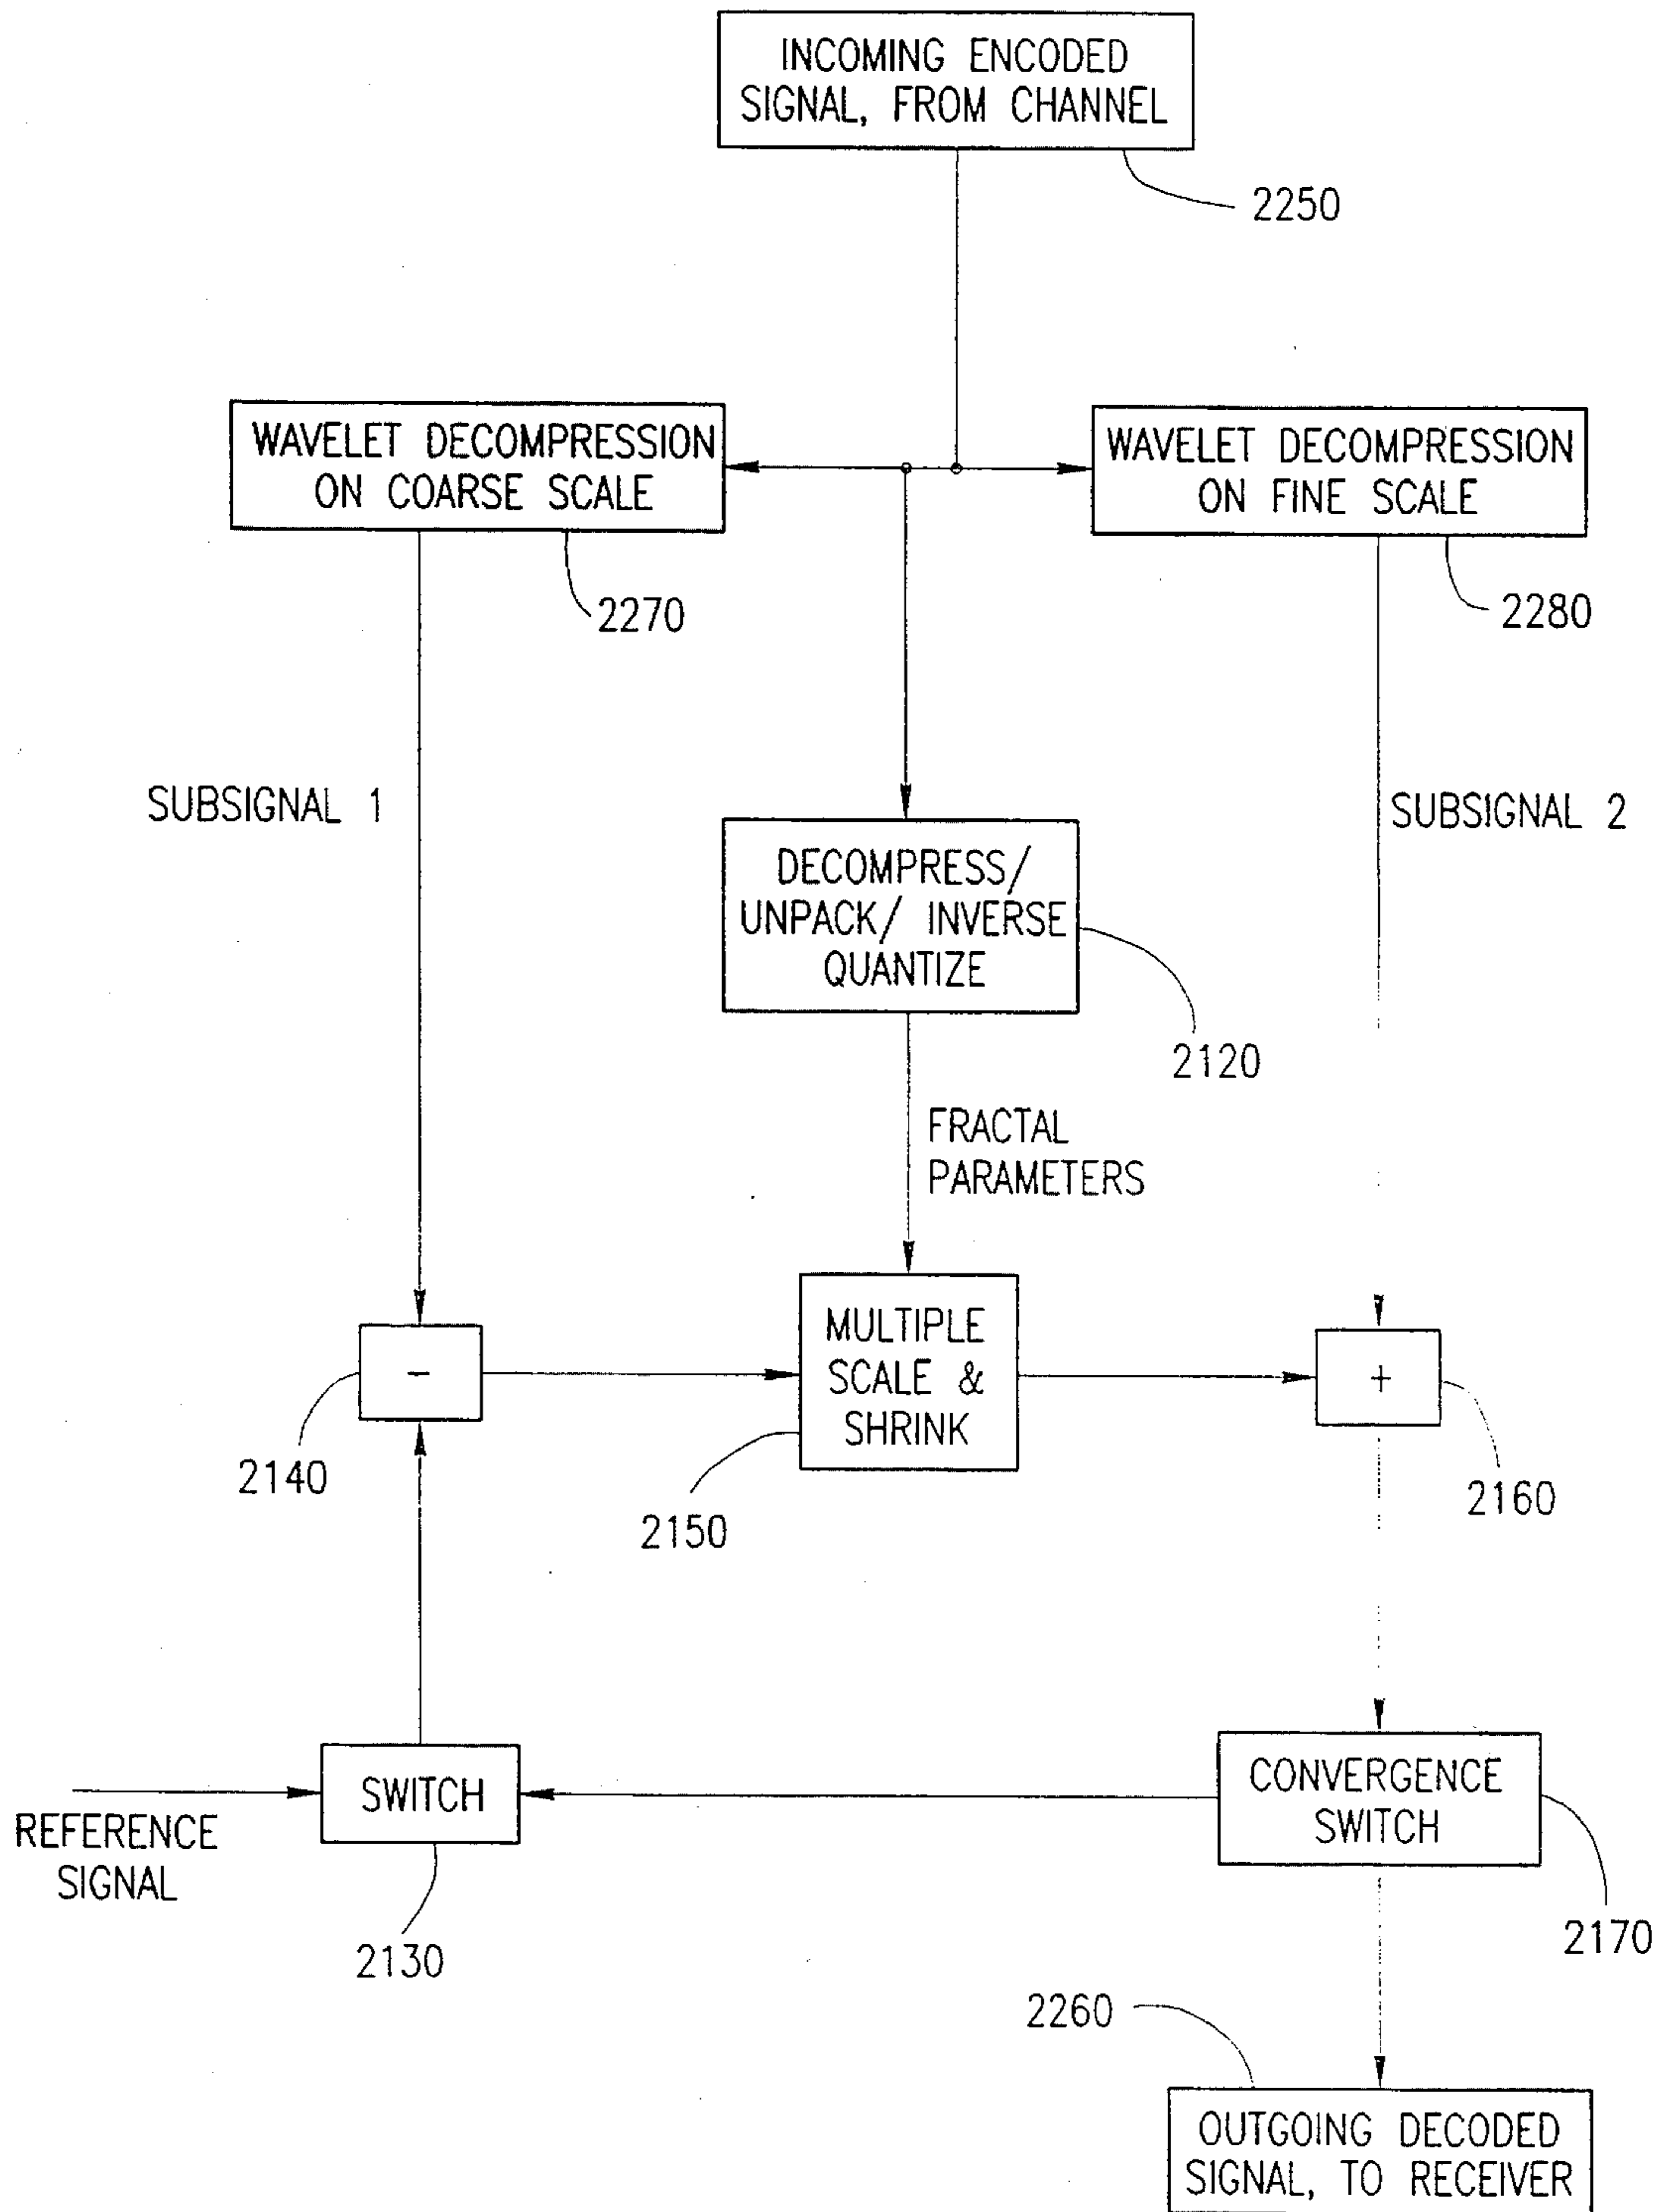 INCOMING ENCODED
SIGNAL, FROM CHANNEL
2250
WAVELET DECOMPRESSION
ON COARSE SCALE
2270
WAVELET DECOMPRESSION
ON FINE SCALE
2280
SUBSIGNAL 1
SUBSIGNAL 2
DECOMPRESS/
UNPACK/ INVERSE
QUANTIZE
2120
FRACTAL
PARAMETERS
-
2140
MULTIPLE
SCALE &
SHRINK
2150
+
2160
REFERENCE
SIGNAL
SWITCH
2130
CONVERGENCE
SWITCH
2170
2260
OUTGOING DECODED
SIGNAL, TO RECEIVER